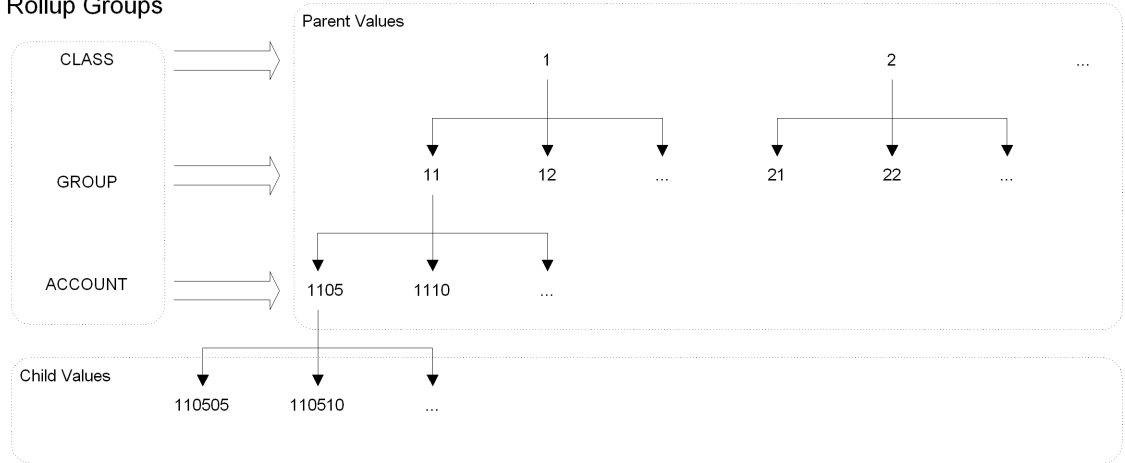 Rollup Groups
Parent Values
CLASS
1
2
...
GROUP
11
12
...
21
22
...
ACCOUNT
1105
1110
...
Child Values
110505
110510
...